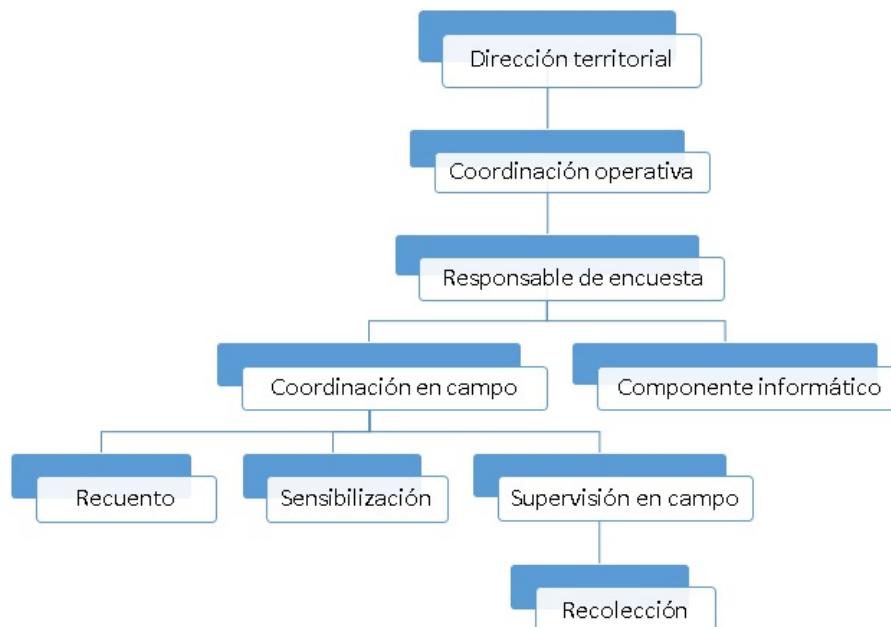 Dirección territorial
Coordinación operativa
Responsable de encuesta
Coordinación en campo
Componente informático
Recuento
Sensibilización
Supervisión en campo
Recolección